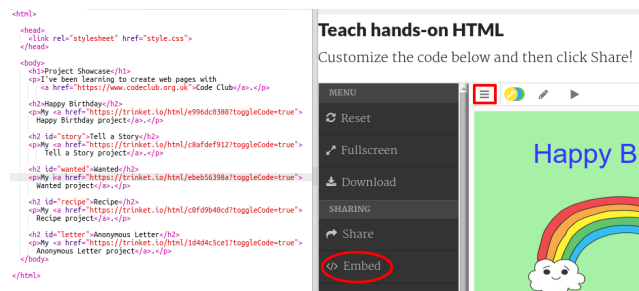 <html>
<head>
<link rel="stylesheet" href="style.css">
</head>
<body>
<h1>Project Showcase</h1>
<p>I've been learning to create web pages with
<a href="https://www.codeclub.org.uk">Code Club</a>.</p>
<h2>Happy Birthday</h2>
<p>My <a href="https://trinket.io/html/e996dc0380?toggleCode=true">
Happy Birthday project</a>.</p>
<h2 id="story">Tell a Story</h2>
<p>My <a href="https://trinket.io/html/c8afdef912?toggleCode=true">
Tell a Story project</a>.</p>
<h2 id="wanted">Wanted</h2>
<p>My <a href="https://trinket.io/html/ebeb56398a?toggleCode=true">
Wanted project</a>.</p>
<h2 id="recipe">Recipe</h2>
<p>My <a href="https://trinket.io/html/c0fd9b40cd?toggleCode=true">
Recipe project</a>.</p>
<h2 id="letter">Anonymous Letter</h2>
<p>My <a href="https://trinket.io/html/1d4d4c5ce1?toggleCode=true">
Anonymous Letter project</a>.</p>
</body>
</html>
Teach hands-on HTML
Customize the code below and then click Share!
MENU
Reset
Fullscreen
Download
SHARING
Share
</> Embed
Happy B